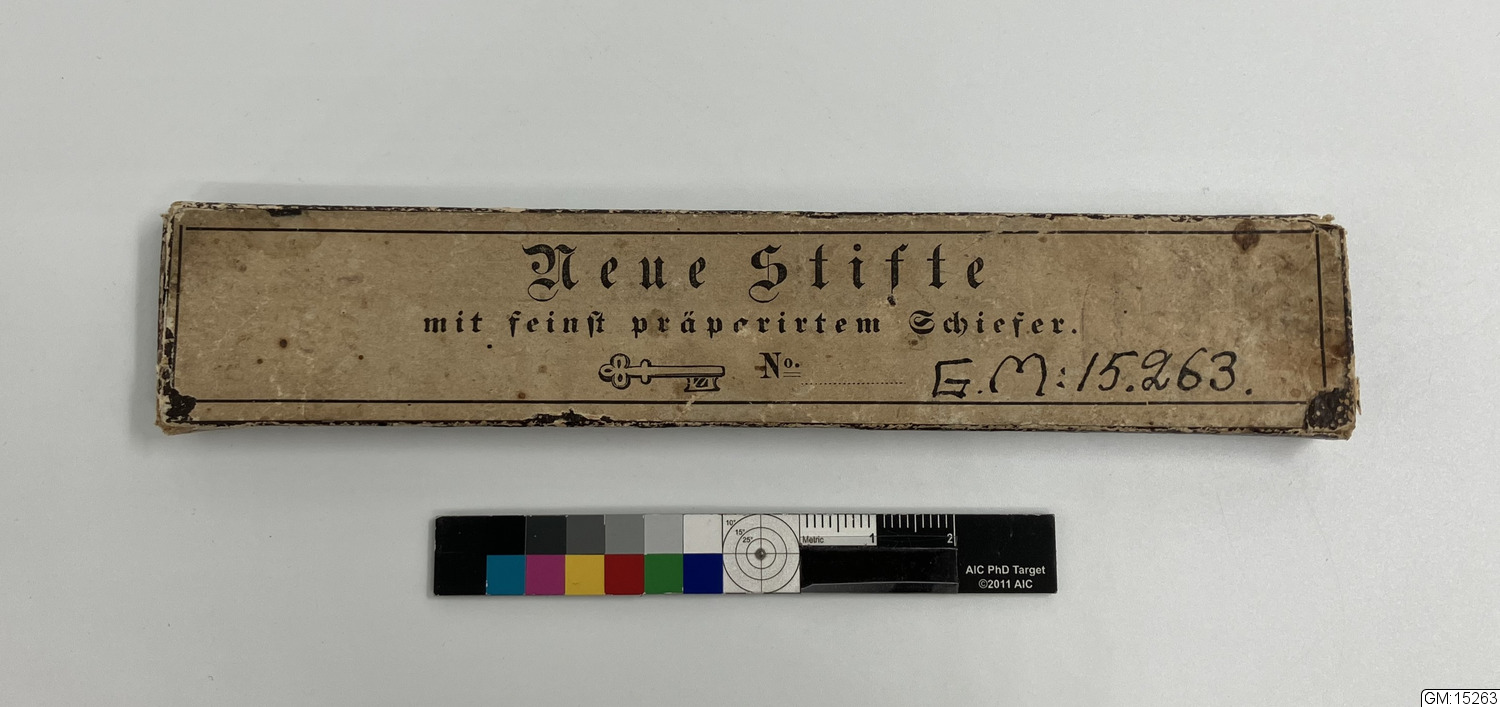 Neue Stifte
mit feinst präparirtem Schiefer.
No. G.M: 15.263.
10°
15°
25°
Metric 1 2
AIC PhD Target
©2011 AIC
GM:15263